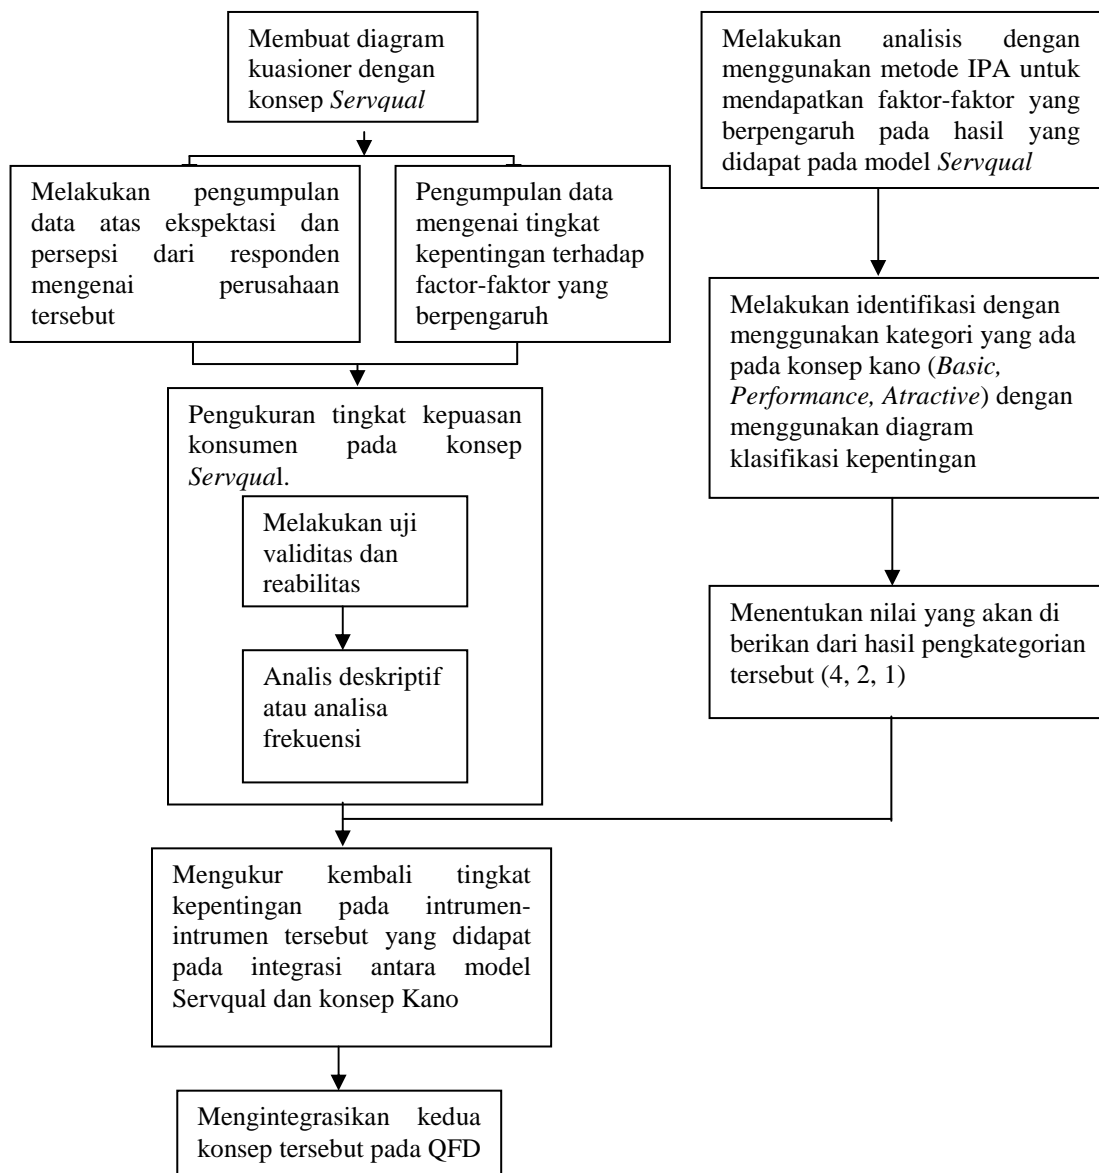 Membuat diagram
kuasioner dengan
konsep Servqual
Melakukan pengumpulan
data atas ekspektasi dan
persepsi dari responden
mengenai perusahaan
tersebut
Pengumpulan data
mengenai tingkat
kepentingan terhadap
factor-faktor yang
berpengaruh
Pengukuran tingkat kepuasan
konsumen pada konsep
Servqual.
Melakukan uji
validitas dan
reabilitas
Analis deskriptif
atau analisa
frekuensi
Melakukan analisis dengan
menggunakan metode IPA untuk
mendapatkan faktor-faktor yang
berpengaruh pada hasil yang
didapat pada model Servqual
Melakukan identifikasi dengan
menggunakan kategori yang ada
pada konsep kano (Basic,
Performance, Atractive) dengan
menggunakan diagram
klasifikasi kepentingan
Menentukan nilai yang akan di
berikan dari hasil pengkategorian
tersebut (4, 2, 1)
Mengukur kembali tingkat
kepentingan pada intrumen-
intrumen tersebut yang didapat
pada integrasi antara model
Servqual dan konsep Kano
Mengintegrasikan kedua
konsep tersebut pada QFD